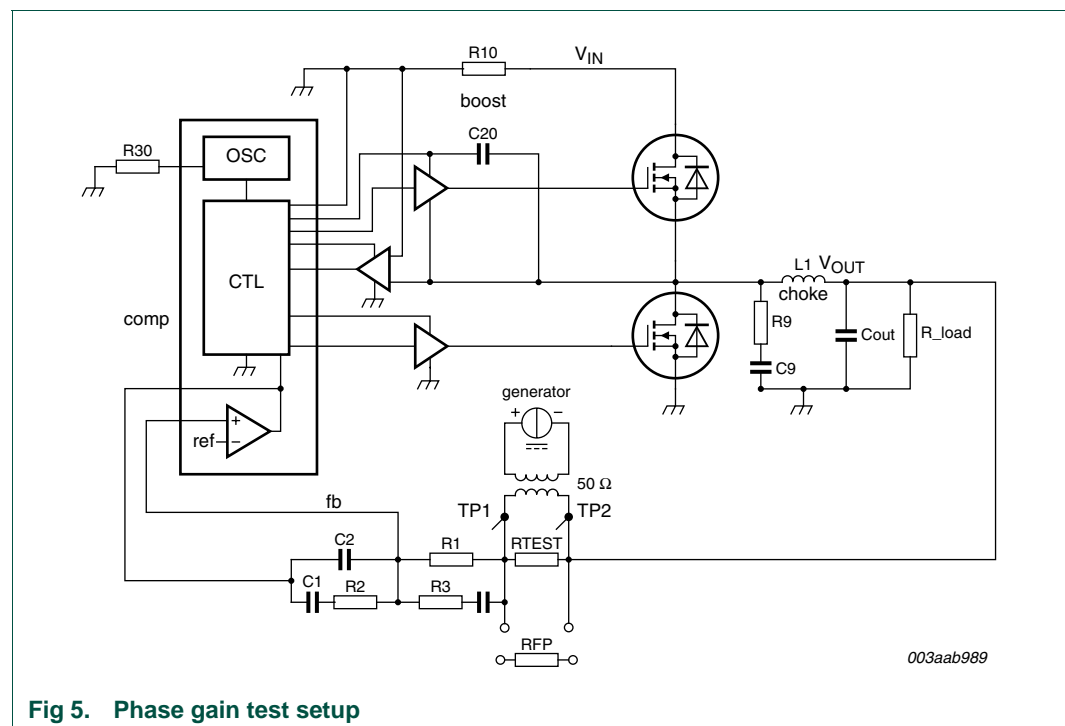 R10
VIN
boost
C20
OSC
R30
CTL
comp
L1 VOUT
choke
R9
C9
Cout
R_load
generator
+ −
50 Ω
+
ref −
fb
TP1
TP2
C2
R1
RTEST
C1
R2
R3
RFP
003aab989
Fig 5. Phase gain test setup